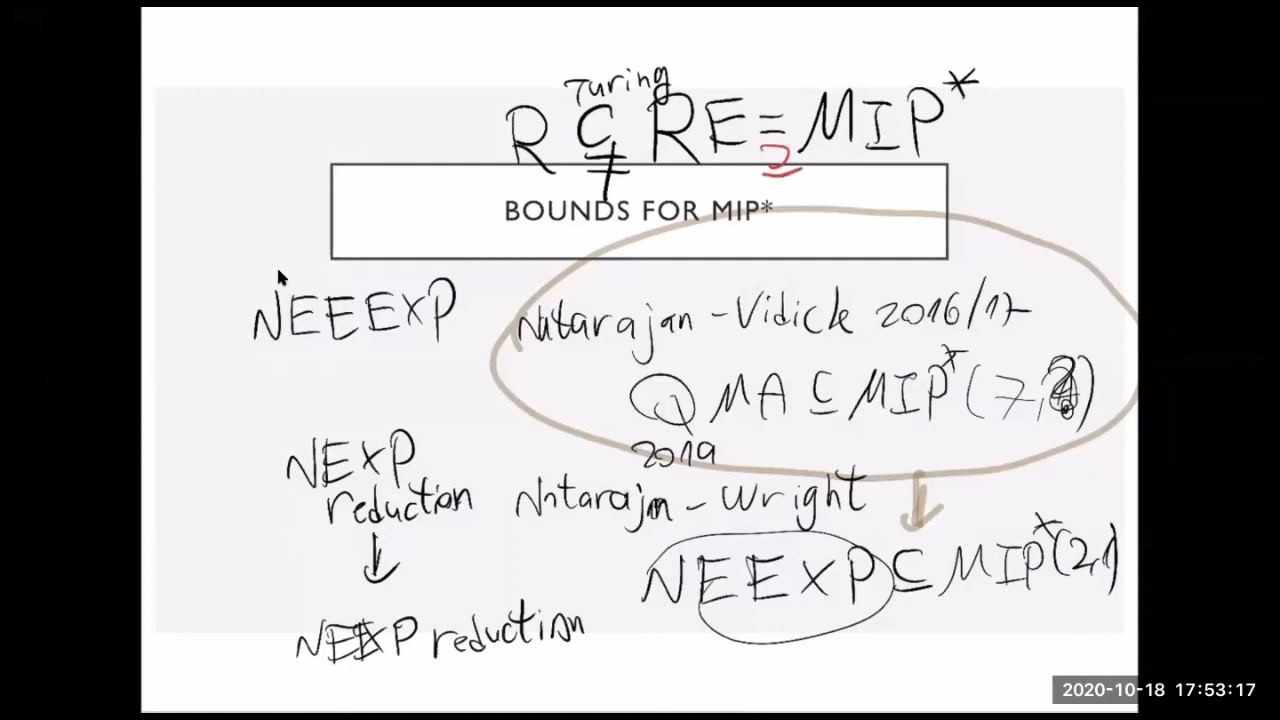 Turing
R ⊊ RE = MIP*
⊇
BOUNDS FOR MIP*
NEEEXP
Natarajan - Vidick 2016/17
QMA ⊆ MIP*(7,
NEXP
reduction
↓
NEEXP reduction
2019
Natarajan - Wright
NEEXP ⊆ MIP*(2,1)
2020-10-18 17:53:17